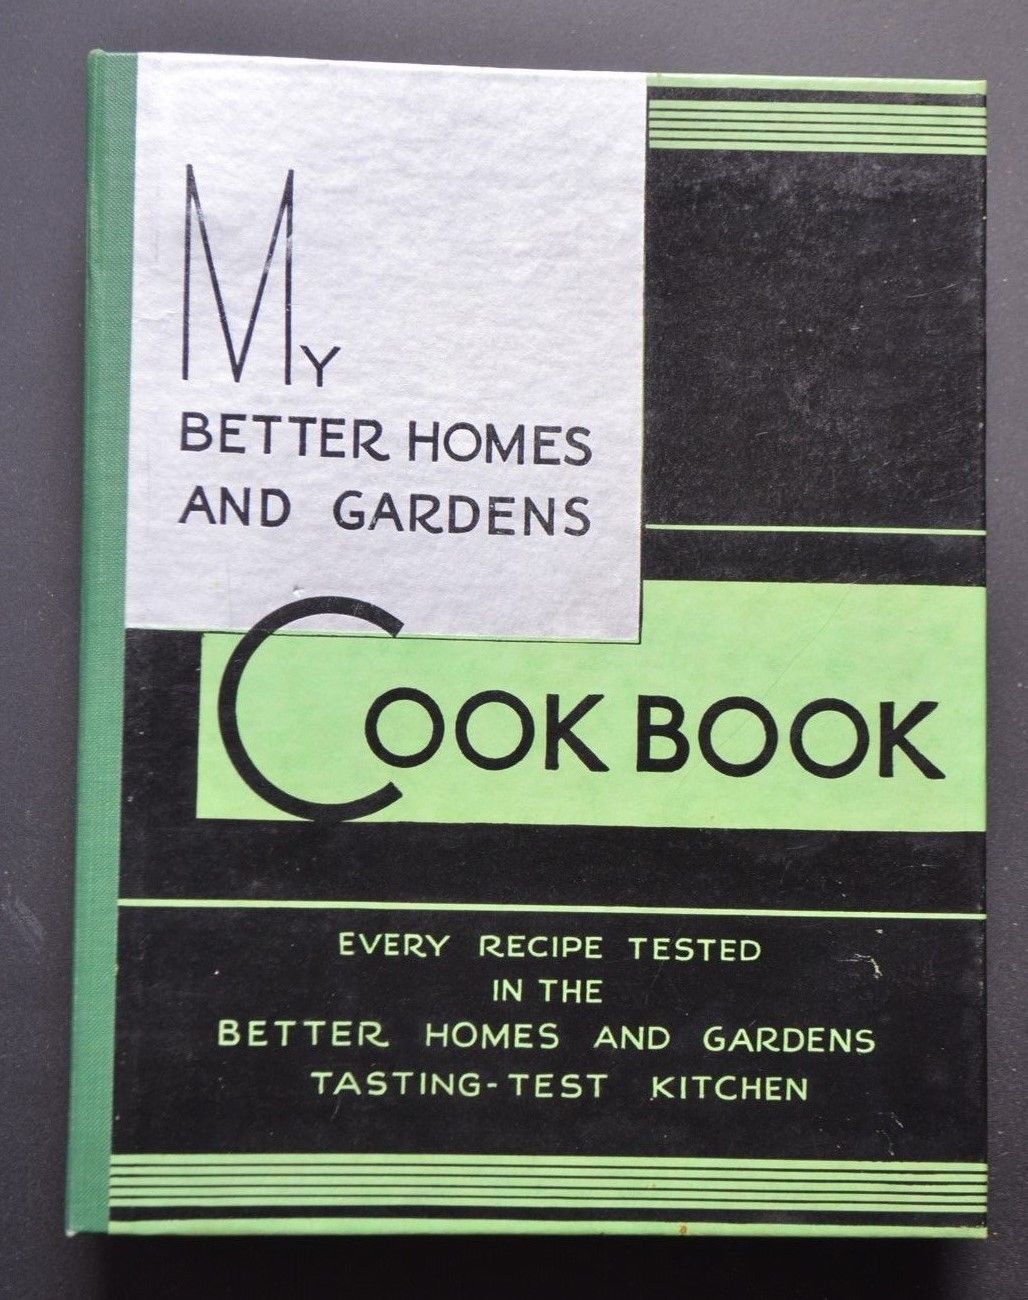 My
BETTER HOMES
AND GARDENS
COOK BOOK
EVERY RECIPE TESTED
IN THE
BETTER HOMES AND GARDENS
TASTING-TEST KITCHEN